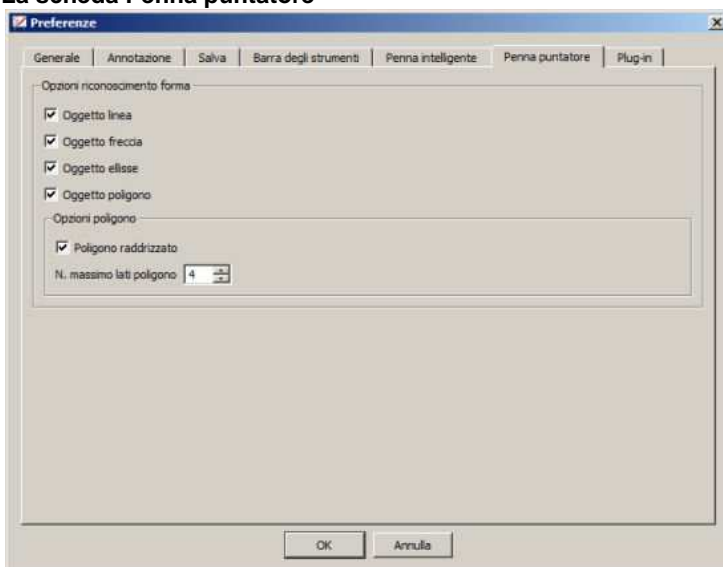 La scheda Penna puntatore
Preferenze
Generale Annotazione Salva Barra degli strumenti Penna intelligente Penna puntatore Plug-in
Opzioni riconoscimento forma
Oggetto linea
Oggetto freccia
Oggetto ellisse
Oggetto poligono
Opzioni poligono
Poligono raddrizzato
N. massimo lati poligono 4
OK Annulla